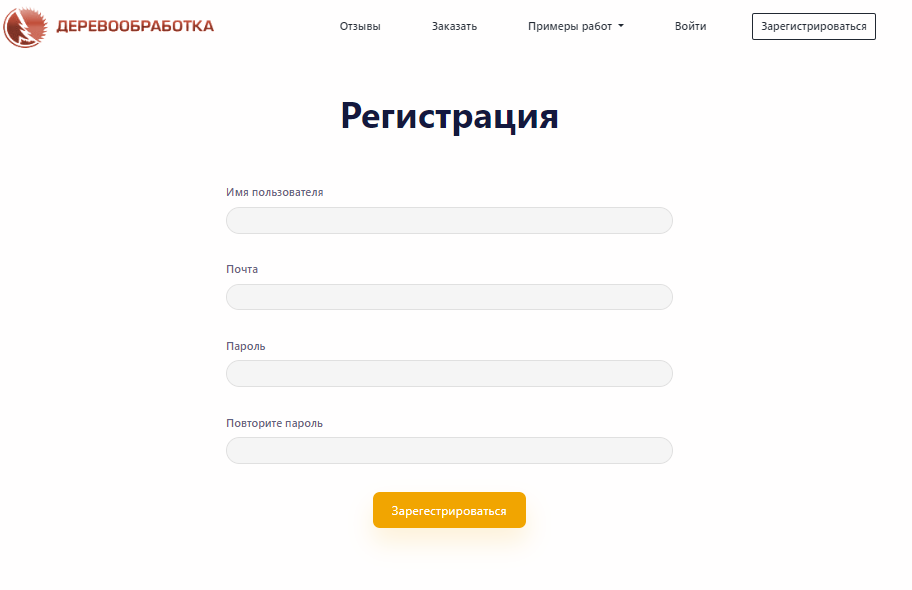 ДЕРЕВООБРАБОТКА Отзывы Заказать Примеры работ Войти Зарегистрироваться
Регистрация
Имя пользователя
Почта
Пароль
Повторите пароль
Зарегестрироваться